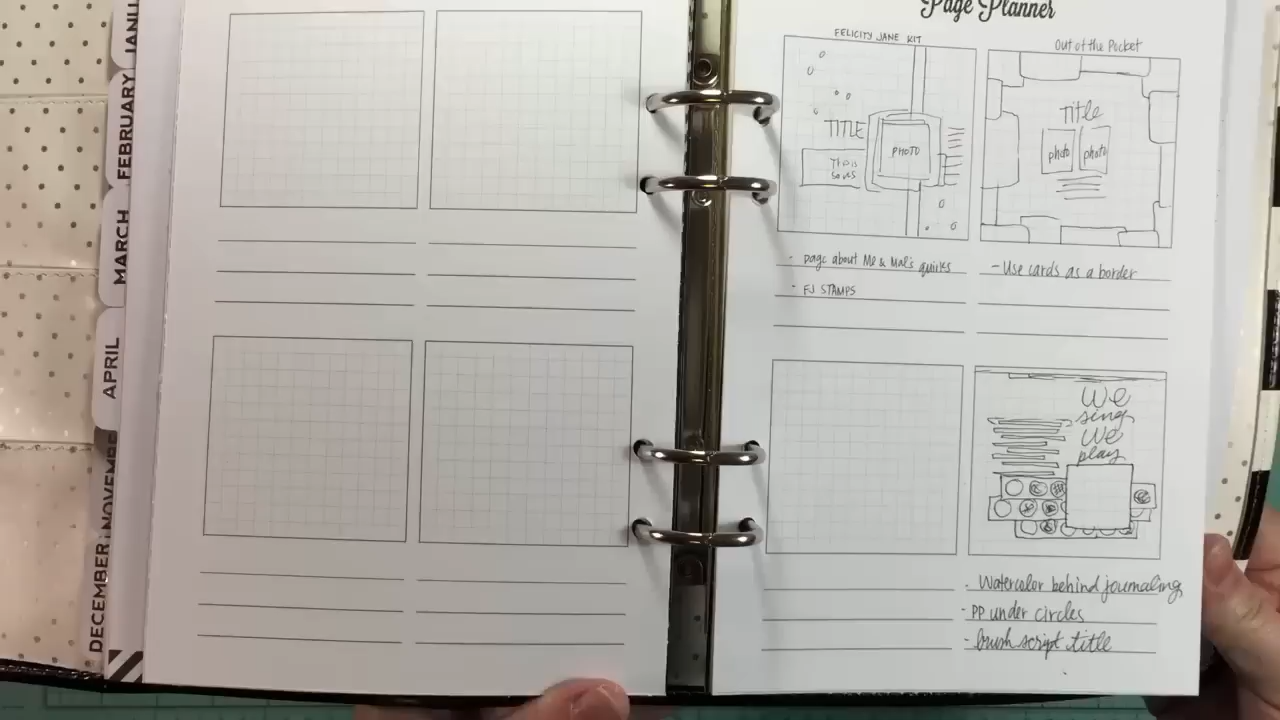 JANU
FEBRUARY
MARCH
APRIL
NOVEMBER
DECEMBER
Page Planner
FELICITY JANE KIT
TITLE
PHOTO
This
Loves
- page about Me & Mal's quirks
- FJ STAMPS
Out of the Pocket
Title
photo photo
- Use cards as a border
We
sing
We
play
- Watercolor behind journaling
- PP under circles
- brush script title